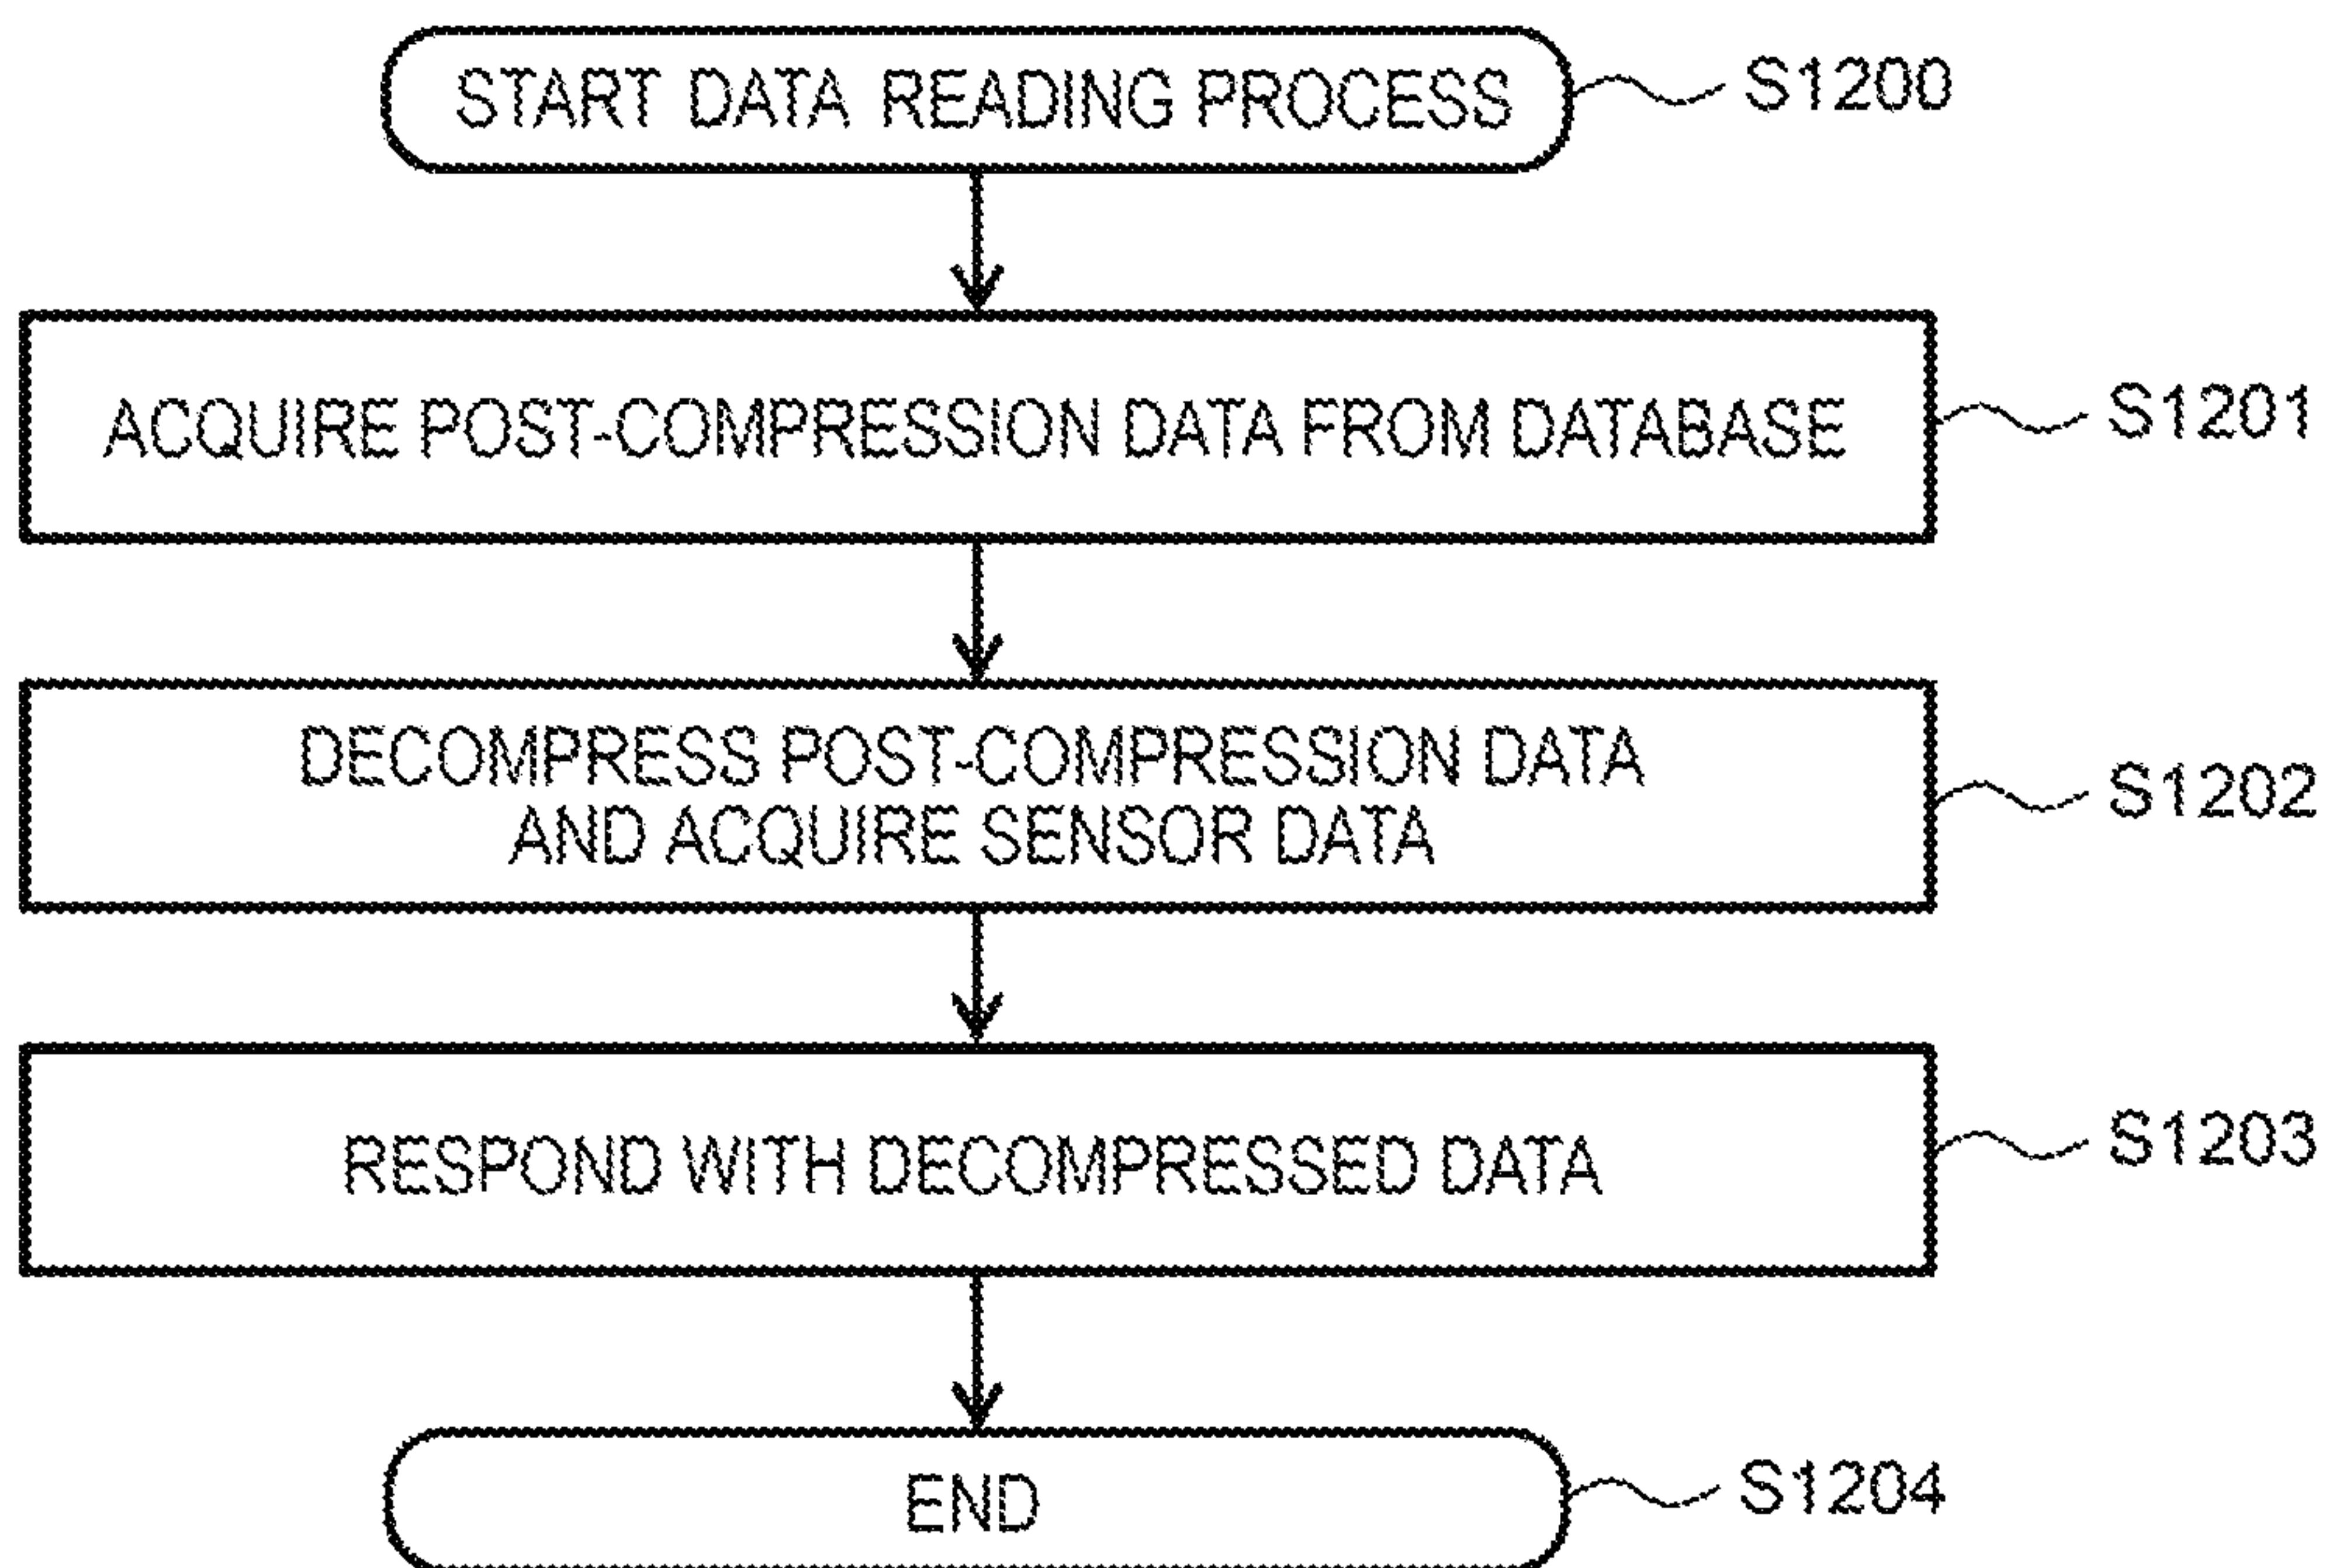 START DATA READING PROCESS
S1200
ACQUIRE POST-COMPRESSION DATA FROM DATABASE
S1201
DECOMPRESS POST-COMPRESSION DATA
AND ACQUIRE SENSOR DATA
S1202
RESPOND WITH DECOMPRESSED DATA
S1203
END
S1204